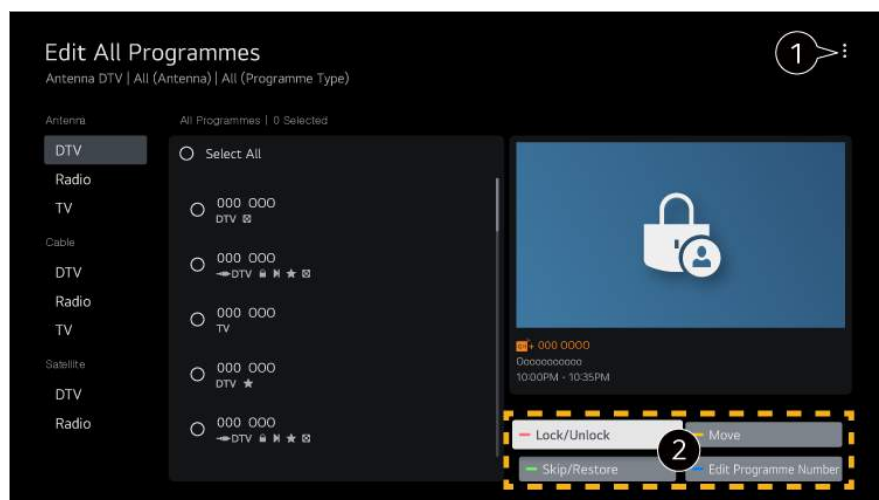 Edit All Programmes
1
Antenna DTV | All (Antenna) | All (Programme Type)
Antenna
DTV
Radio
TV
Cable
DTV
Radio
TV
Satellite
DTV
Radio
All Programmes | 0 Selected
Select All
000 000
DTV
000 000
DTV
000 000
TV
000 000
DTV
000 000
DTV
000 0000
Oooooooooooo
10:00PM - 10:35PM
Lock/Unlock
Move
2
Skip/Restore
Edit Programme Number